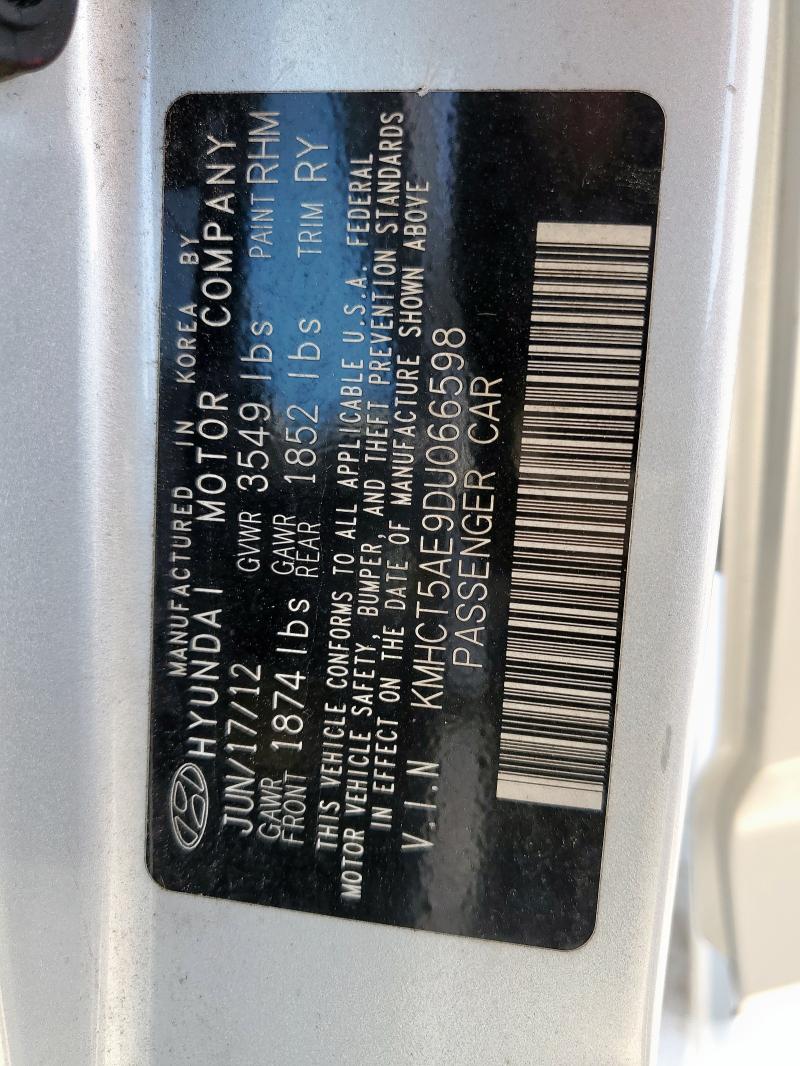 MANUFACTURED IN KOREA BY
HYUNDAI MOTOR COMPANY
JUN/17/12 GVWR 3549 lbs PAINT RHM
GAWR FRONT 1874 lbs GAWR REAR 1852 lbs TRIM RY
THIS VEHICLE CONFORMS TO ALL APPLICABLE U.S.A. FEDERAL
MOTOR VEHICLE SAFETY, BUMPER, AND THEFT PREVENTION STANDARDS
IN EFFECT ON THE DATE OF MANUFACTURE SHOWN ABOVE
V.I.N KMHCT5AE9DU066598
PASSENGER CAR